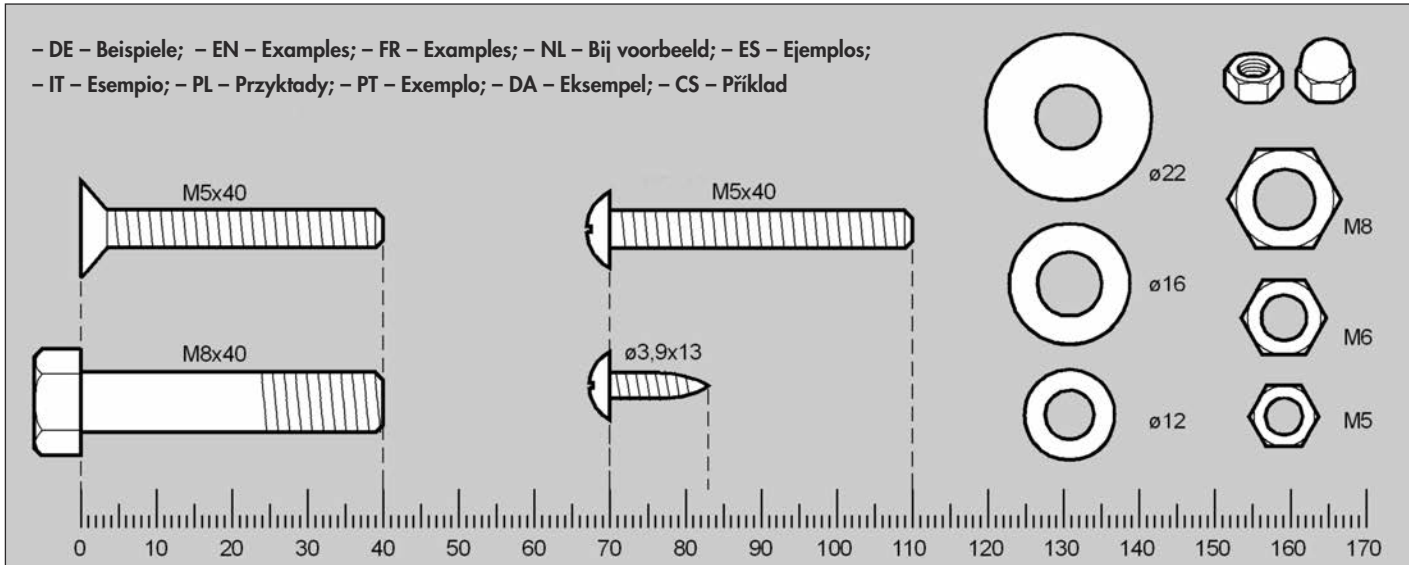 – DE – Beispiele; – EN – Examples; – FR – Examples; – NL – Bij voorbeeld; – ES – Ejemplos;
– IT – Esempio; – PL – Przyktady; – PT – Exemplo; – DA – Eksempel; – CS – Příklad
M5x40
M5x40
ø22
M8
ø16
M8x40
ø3,9x13
M6
ø12
M5
0 10 20 30 40 50 60 70 80 90 100 110 120 130 140 150 160 170